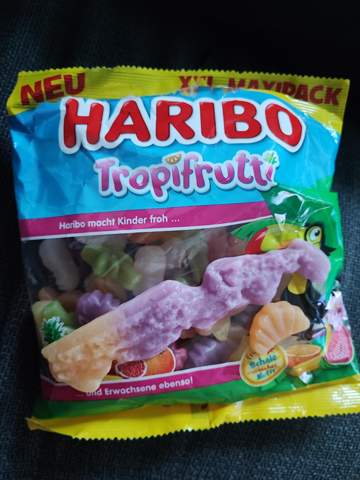 NEU
XXL MAXIPACK
HARIBO
Tropifrutti
Haribo macht Kinder froh ...
... und Erwachsene ebenso!